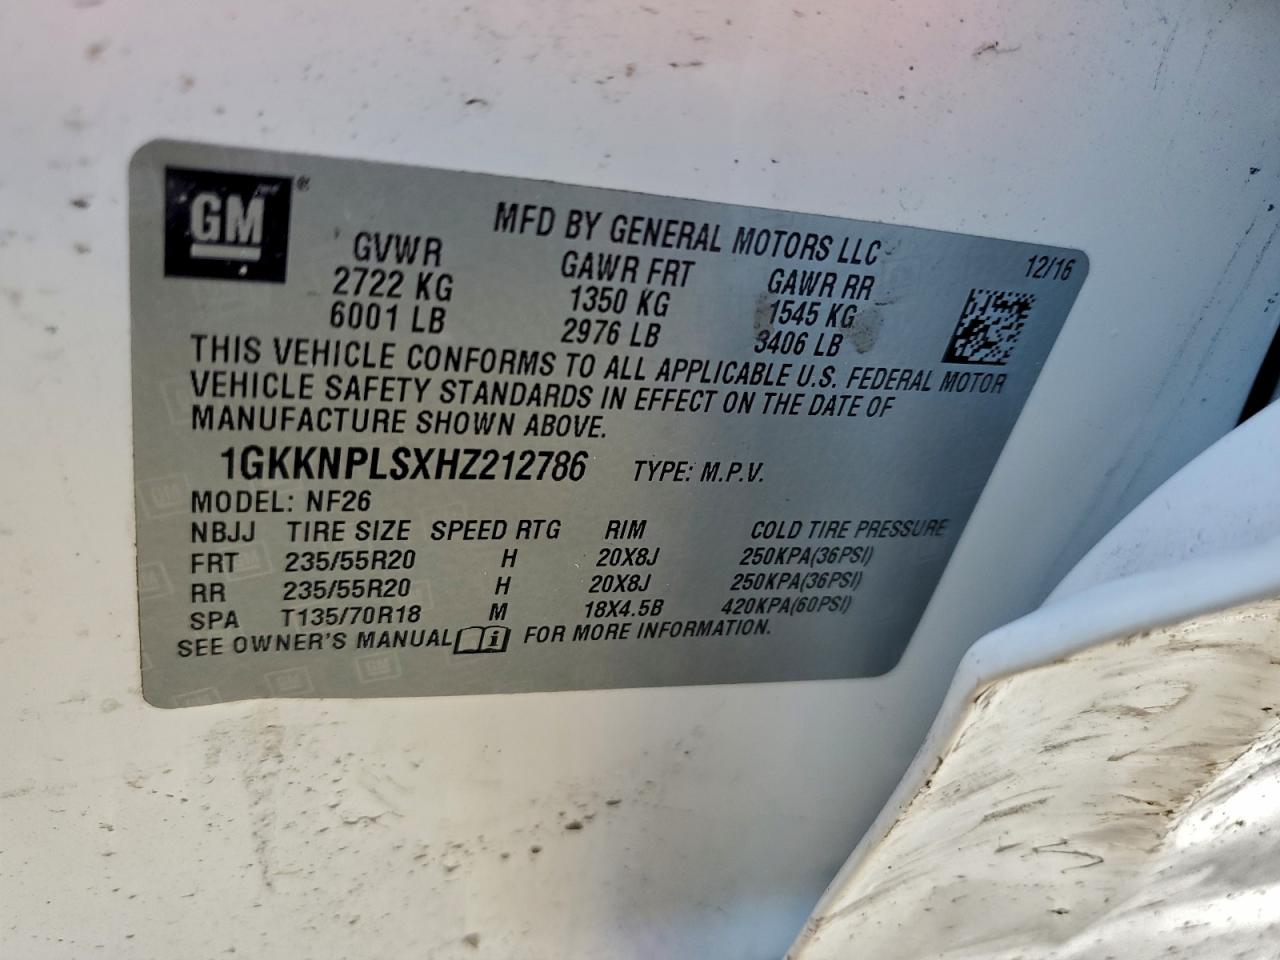 GM ®
MFD BY GENERAL MOTORS LLC
12/16
GVWR GAWR FRT GAWR RR
2722 KG 1350 KG 1545 KG
6001 LB 2976 LB 3406 LB
THIS VEHICLE CONFORMS TO ALL APPLICABLE U.S. FEDERAL MOTOR
VEHICLE SAFETY STANDARDS IN EFFECT ON THE DATE OF
MANUFACTURE SHOWN ABOVE.
1GKKNPLSXHZ212786 TYPE: M.P.V.
MODEL: NF26
NBJJ TIRE SIZE SPEED RTG RIM COLD TIRE PRESSURE
FRT 235/55R20 H 20X8J 250KPA(36PSI)
RR 235/55R20 H 20X8J 250KPA(36PSI)
SPA T135/70R18 M 18X4.5B 420KPA(60PSI)
SEE OWNER'S MANUAL i FOR MORE INFORMATION.